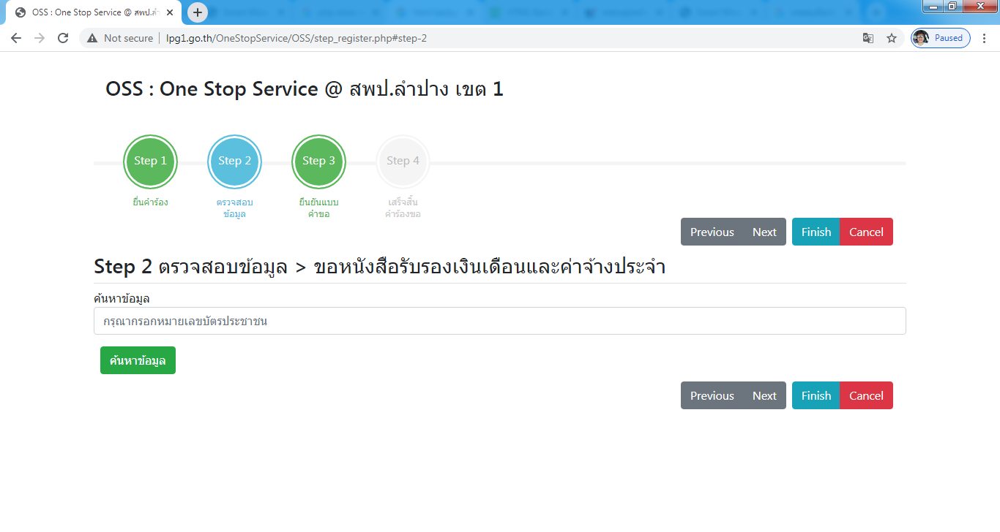 OSS : One Stop Service @ สพป.ลำ
Not secure
lpg1.go.th/OneStopService/OSS/step_register.php#step-2
Paused
OSS : One Stop Service @ สพป.ลำปาง เขต 1
Step 1
Step 2
Step 3
Step 4
ยื่นคำร้อง
ตรวจสอบ
ข้อมูล
ยืนยันแบบ
คำขอ
เสร็จสิ้น
คำร้องขอ
Previous Next Finish Cancel
Step 2 ตรวจสอบข้อมูล > ขอหนังสือรับรองเงินเดือนและค่าจ้างประจำ
ค้นหาข้อมูล
กรุณากรอกหมายเลขบัตรประชาชน
ค้นหาข้อมูล
Previous Next Finish Cancel